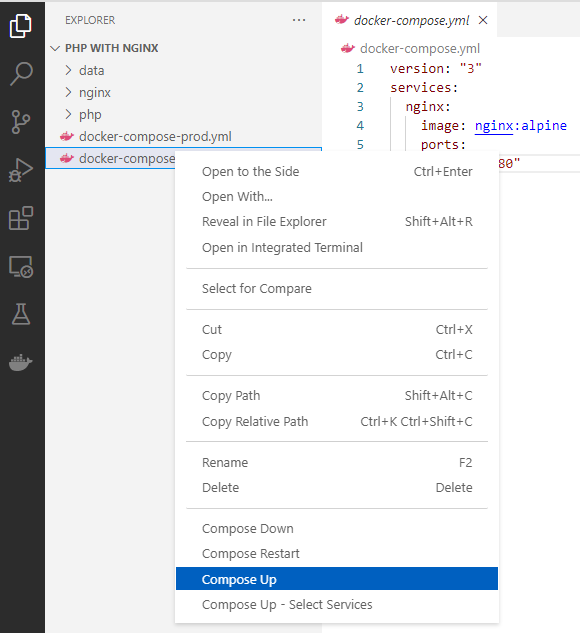 EXPLORER
PHP WITH NGINX
data
nginx
php
docker-compose-prod.yml
docker-compose
docker-compose.yml
docker-compose.yml
1 version: "3"
2 services:
3 nginx:
4 image: nginx:alpine
5 ports:
80"
Open to the Side Ctrl+Enter
Open With...
Reveal in File Explorer Shift+Alt+R
Open in Integrated Terminal
Select for Compare
Cut Ctrl+X
Copy Ctrl+C
Copy Path Shift+Alt+C
Copy Relative Path Ctrl+K Ctrl+Shift+C
Rename F2
Delete Delete
Compose Down
Compose Restart
Compose Up
Compose Up - Select Services